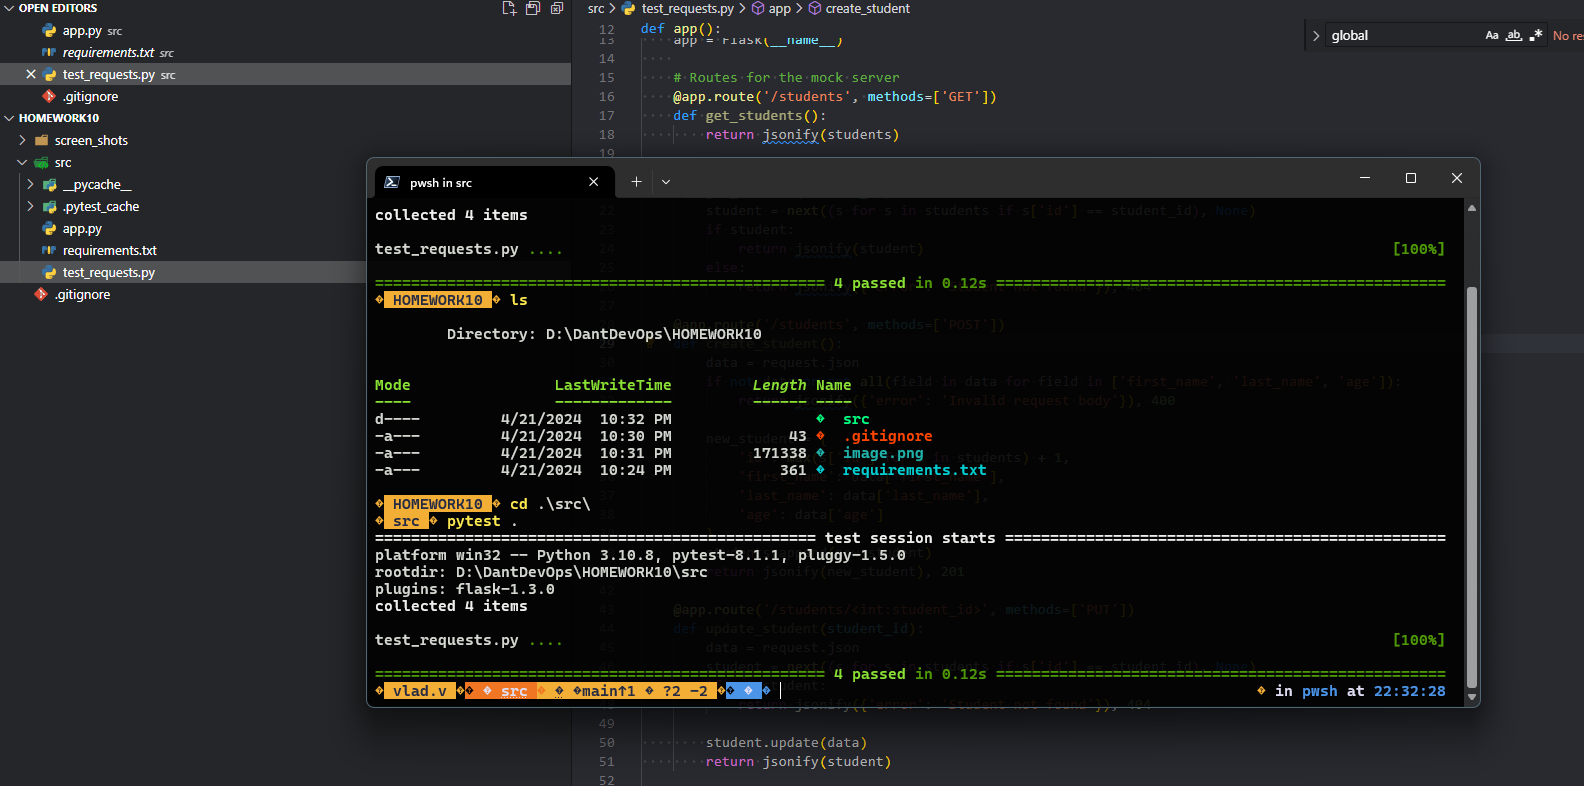 OPEN EDITORS
app.py src
requirements.txt src
test_requests.py src
.gitignore
HOMEWORK10
screen_shots
src
__pycache__
.pytest_cache
app.py
requirements.txt
test_requests.py
.gitignore
src > test_requests.py > app > create_student
global
Aa ab .* No res
12 def app():
13 app = Flask(__name__)
14
15 # Routes for the mock server
16 @app.route('/students', methods=['GET'])
17 def get_students():
18 return jsonify(students)
19
pwsh in src
collected 4 items
test_requests.py .... [100%]
4 passed in 0.12s
HOMEWORK10 ls
Directory: D:\DantDevOps\HOMEWORK10
Mode LastWriteTime Length Name
---- ------------- ------ ----
d---- 4/21/2024 10:32 PM src
-a--- 4/21/2024 10:30 PM 43 .gitignore
-a--- 4/21/2024 10:31 PM 171338 image.png
-a--- 4/21/2024 10:24 PM 361 requirements.txt
HOMEWORK10 cd .\src\
src pytest .
test session starts
platform win32 -- Python 3.10.8, pytest-8.1.1, pluggy-1.5.0
rootdir: D:\DantDevOps\HOMEWORK10\src
plugins: flask-1.3.0
collected 4 items
test_requests.py .... [100%]
4 passed in 0.12s
vlad.v src main↑1 ?2 -2 in pwsh at 22:32:28
49
50 student.update(data)
51 return jsonify(student)
52